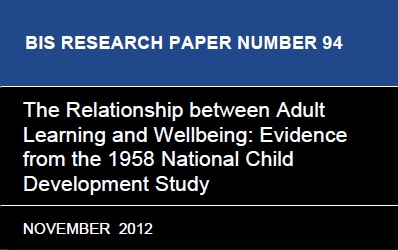 BIS RESEARCH PAPER NUMBER 94
The Relationship between Adult
Learning and Wellbeing: Evidence
from the 1958 National Child
Development Study
NOVEMBER 2012